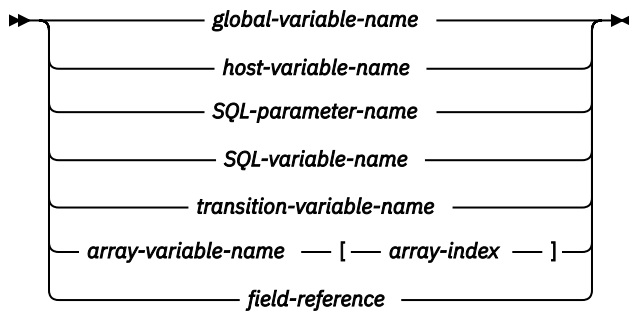 global-variable-name
host-variable-name
SQL-parameter-name
SQL-variable-name
transition-variable-name
array-variable-name [ array-index ]
field-reference